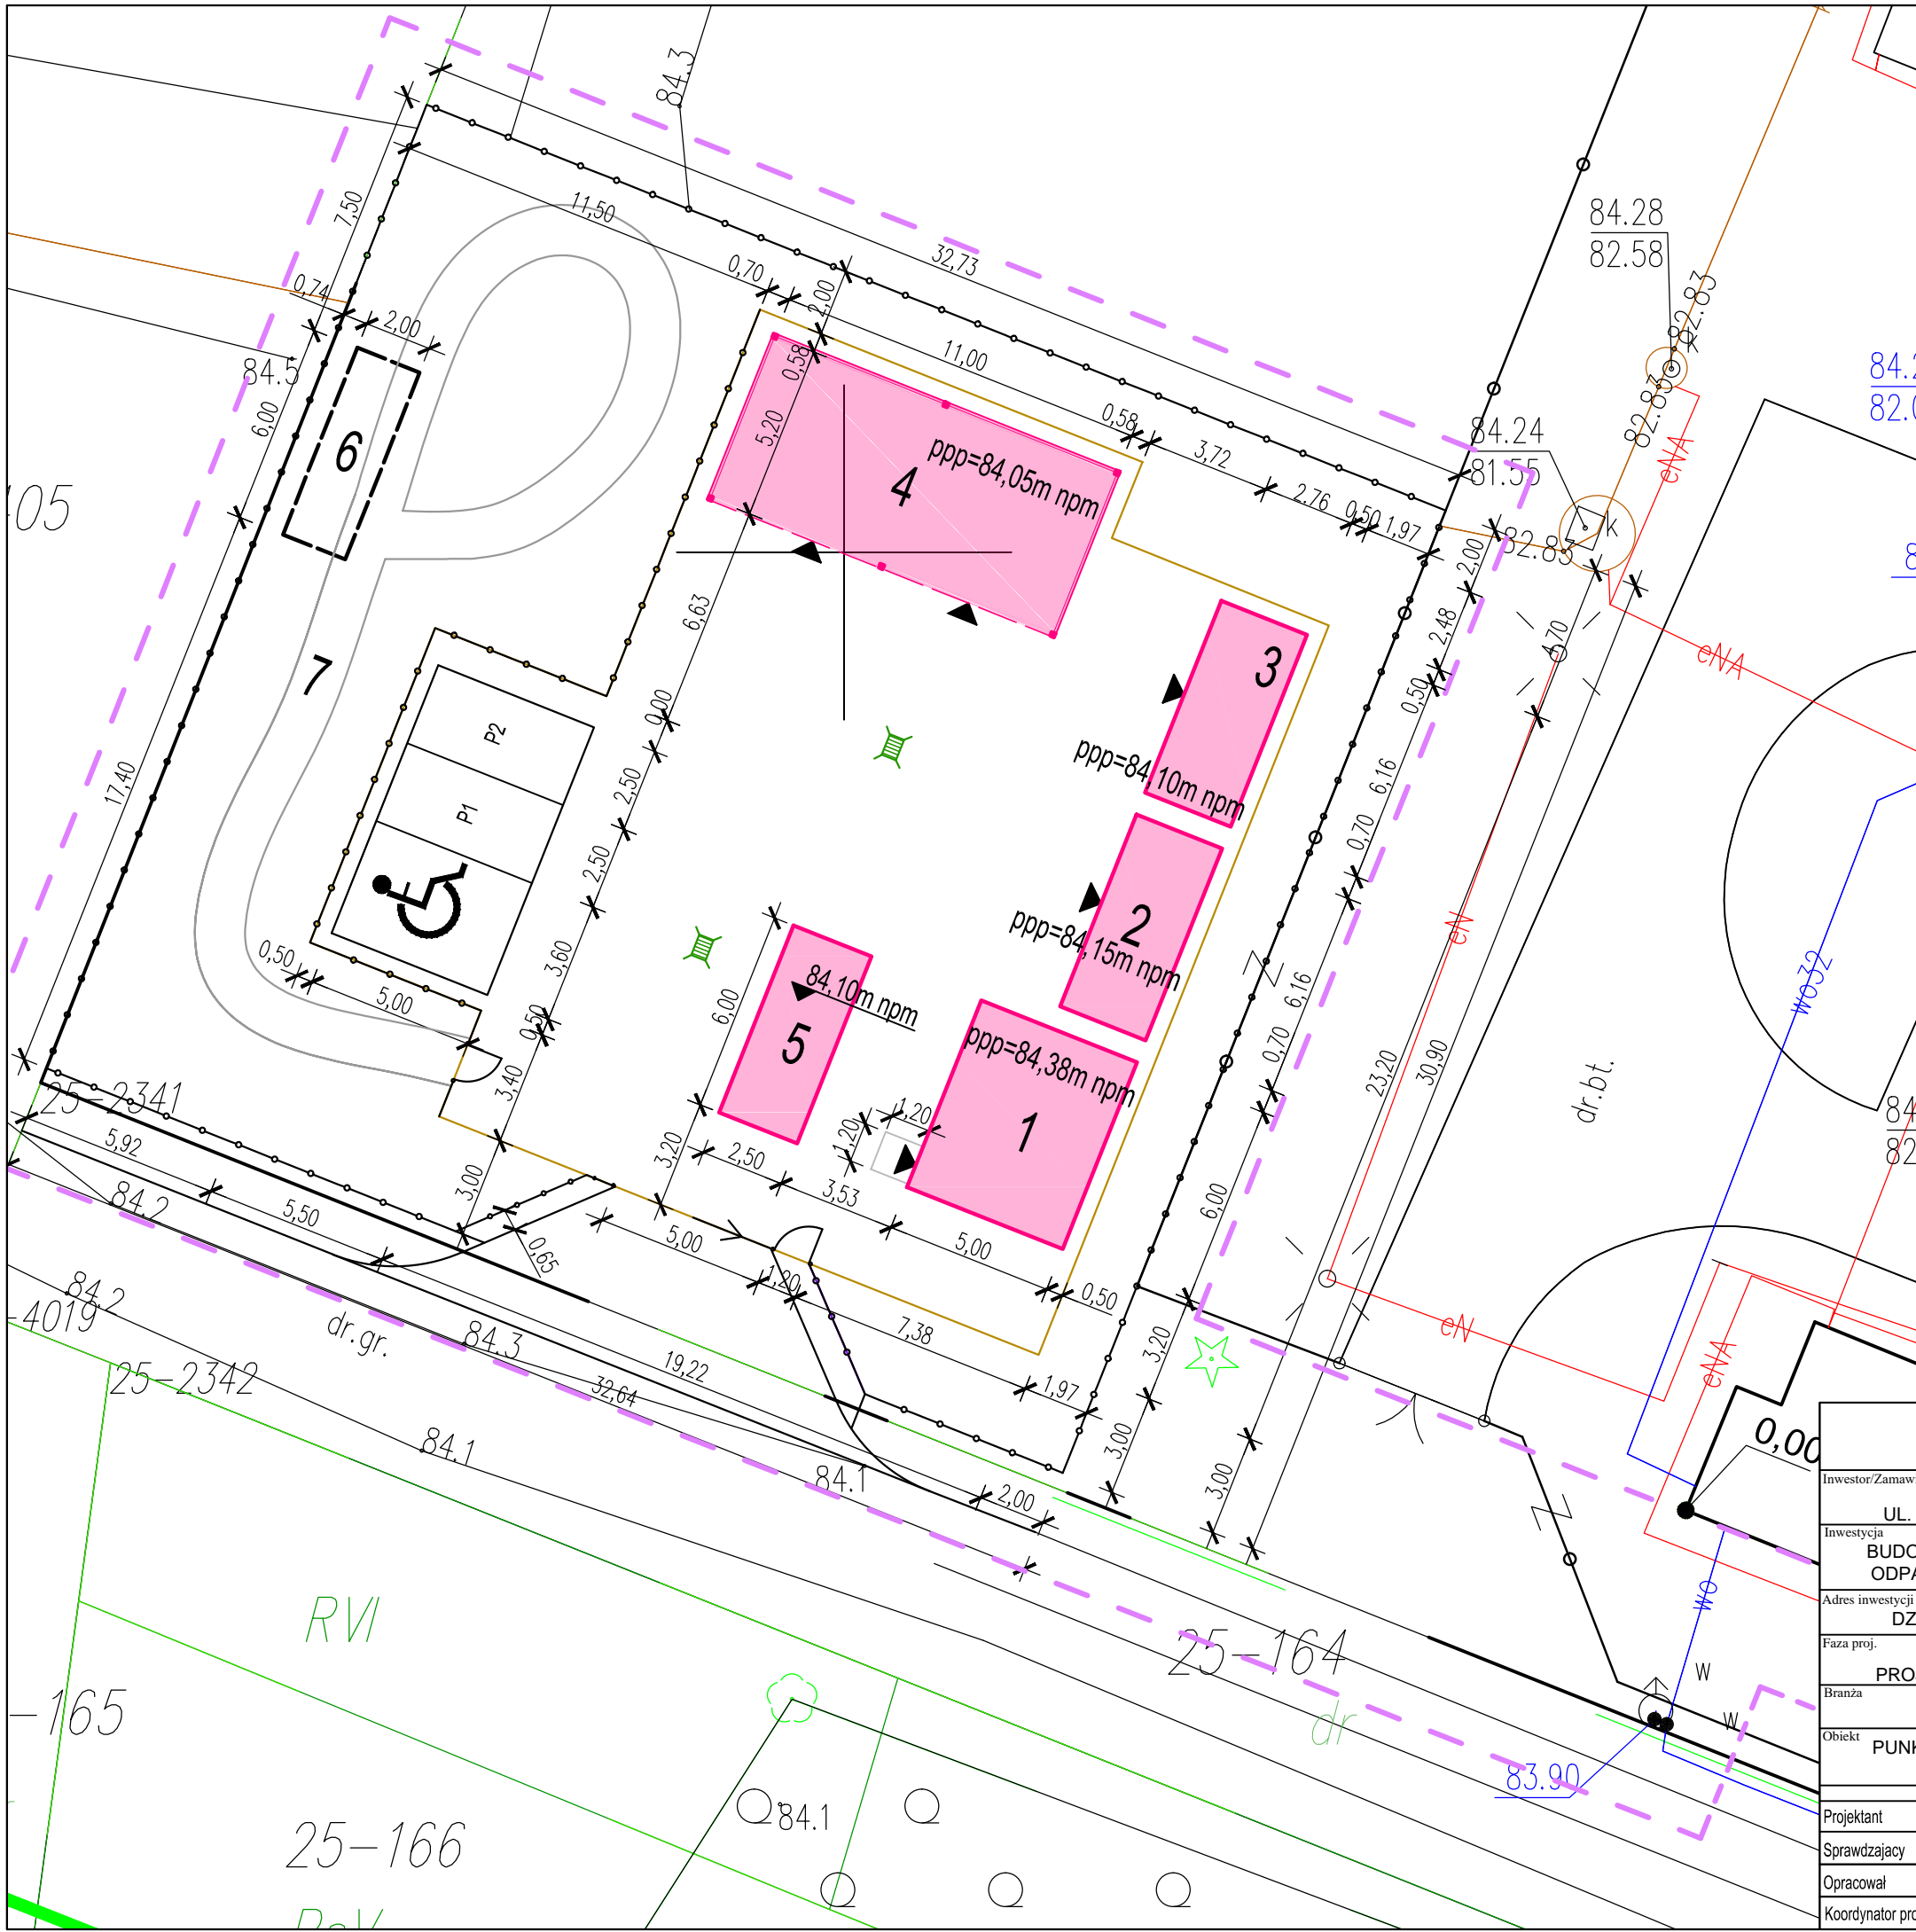 84.3
7,50
11,50
32,73
84.28
82.58
82.83
K
0,70
2,00
0,74
2,00
84.5
11,00
0,58
82.83
eNA
6,00
6
5,20
0,58
3,72
84.24
81.55
K
ppp=84,05m npm
4
2,76
0,50
1,97
2,00
82.83
6,63
3
2,48
4,70
eNA
7
0,00
0,50
P2
ppp=84,10m npm
17,40
2,50
6,16
P1
2,50
0,70
2
ppp=84,15m npm
eN
0,50
5,00
3,60
6,00
84,10m npm
5
6,16
wo32
0,50
ppp=84,38m npm
0,70
23,20
30,90
dr.bt.
25-2341
3,40
1,20
1,20
1
5,92
3,20
2,50
3,53
84.2
5,50
3,00
0,65
5,00
5,00
6,00
1,20
0,50
84.2
-4019
dr.gr.
84.3
7,38
3,20
eN
eNA
25-2342
19,22
32,64
1,97
84.1
84.1
2,00
3,00
3,00
0,00
Inwestor/Zamaw
UL.
Inwestycja
BUDO
ODPA
Adres inwestycji
DZ
RVI
wo
25-164
Faza proj.
PRO
W
-165
dr
W
Branża
Obiekt
PUNK
83.90
84.1
Projektant
25-166
Sprawdzajacy
Opracował
Koordynator pro